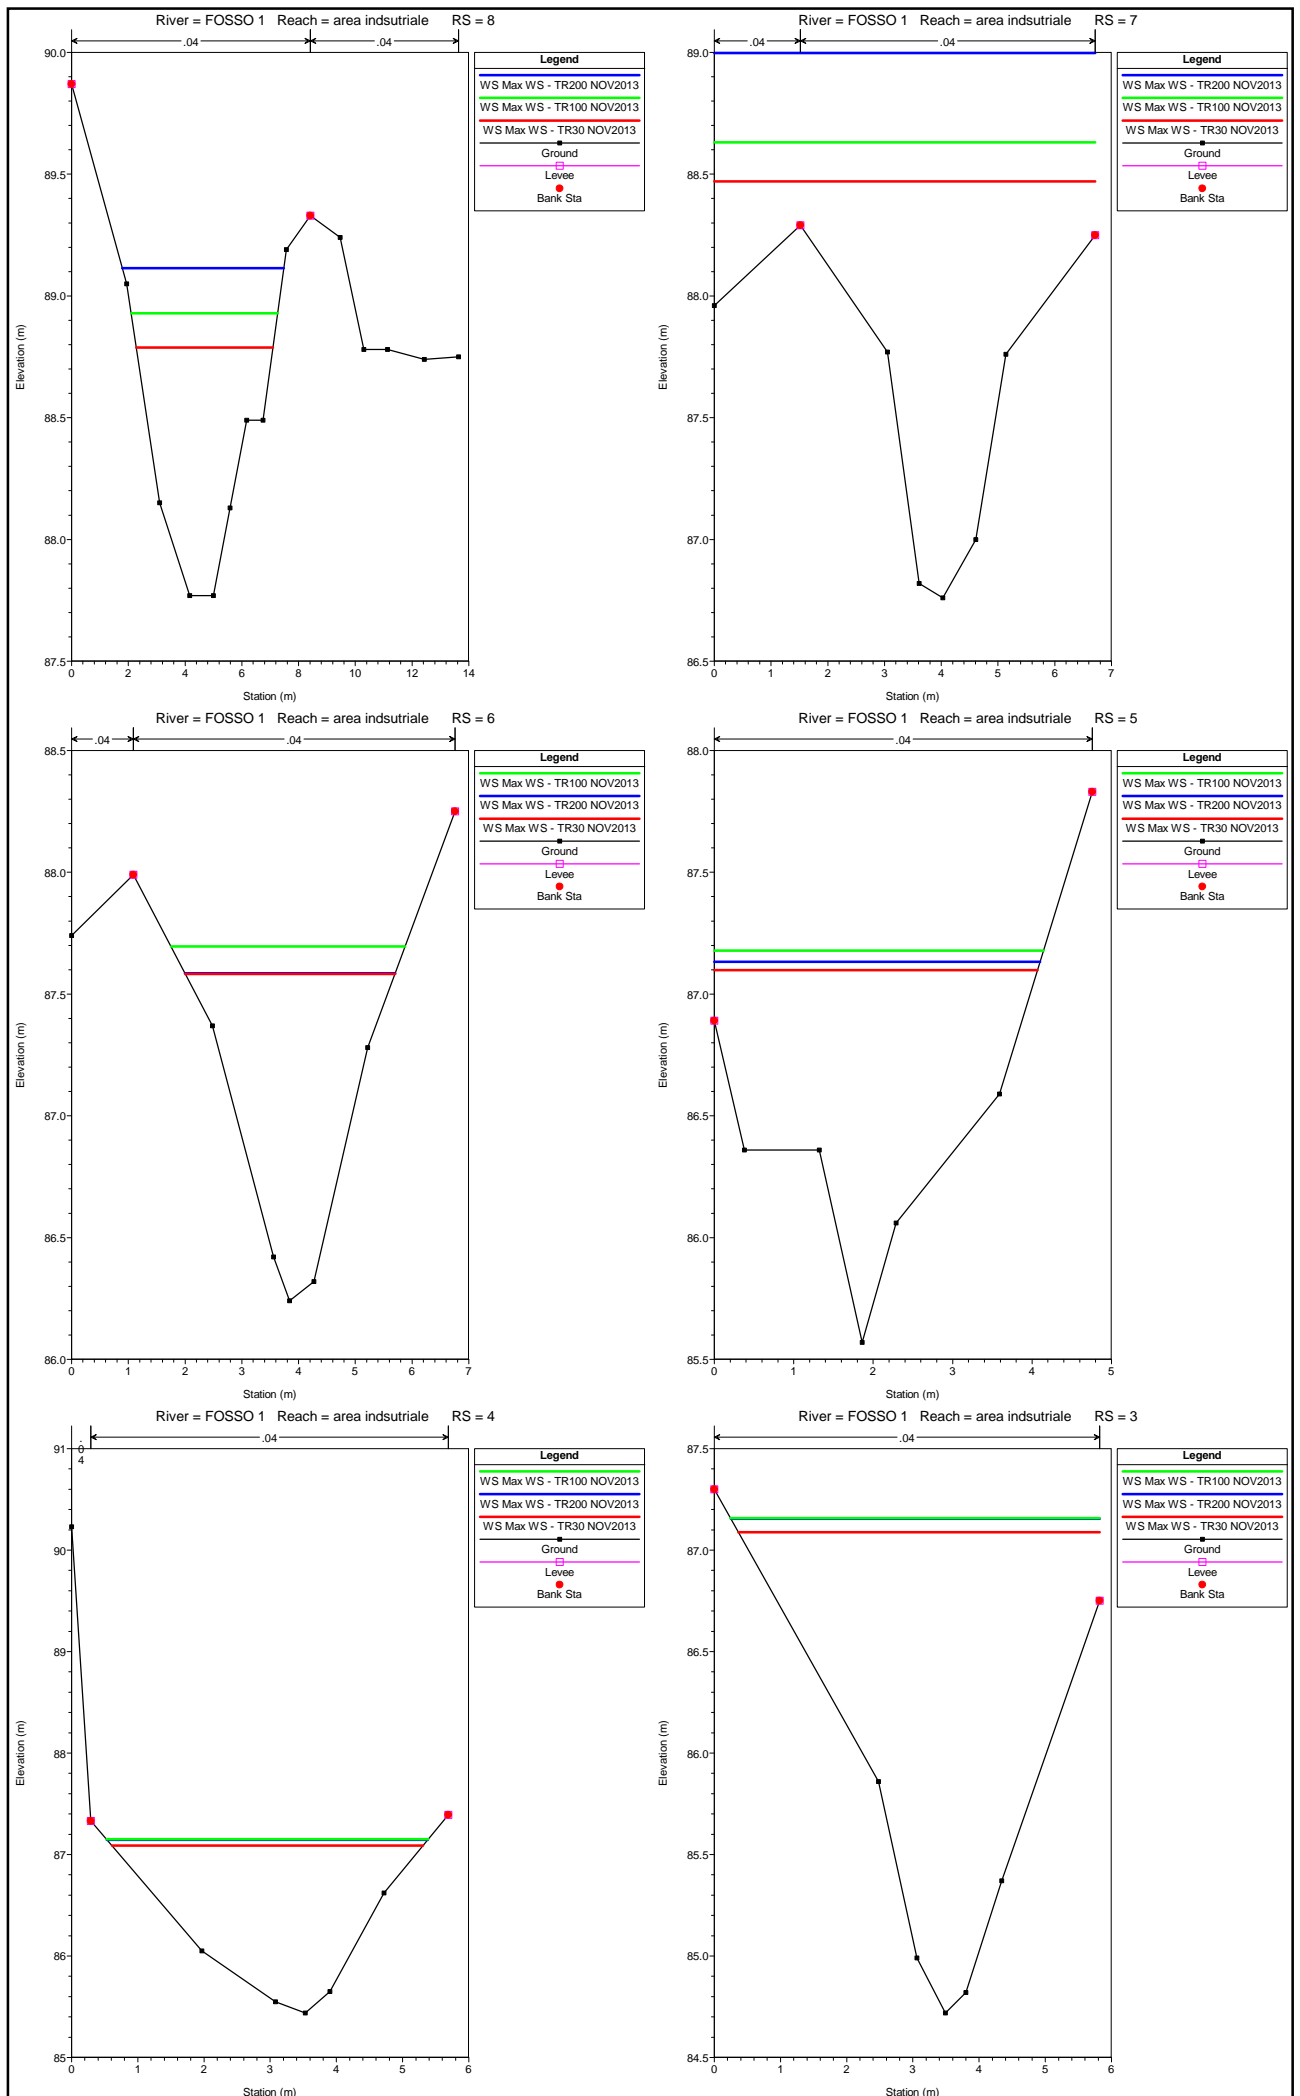 River = FOSSO 1 Reach = area indsutriale RS = 8
.04 .04
90.0
89.5
89.0
88.5
88.0
87.5
Elevation (m)
0 2 4 6 8 10 12 14
Station (m)
Legend
WS Max WS - TR200 NOV2013
WS Max WS - TR100 NOV2013
WS Max WS - TR30 NOV2013
Ground
Levee
Bank Sta
River = FOSSO 1 Reach = area indsutriale RS = 7
.04 .04
89.0
88.5
88.0
87.5
87.0
86.5
Elevation (m)
0 1 2 3 4 5 6 7
Station (m)
Legend
WS Max WS - TR200 NOV2013
WS Max WS - TR100 NOV2013
WS Max WS - TR30 NOV2013
Ground
Levee
Bank Sta
River = FOSSO 1 Reach = area indsutriale RS = 6
.04 .04
88.5
88.0
87.5
87.0
86.5
86.0
Elevation (m)
0 1 2 3 4 5 6 7
Station (m)
Legend
WS Max WS - TR100 NOV2013
WS Max WS - TR200 NOV2013
WS Max WS - TR30 NOV2013
Ground
Levee
Bank Sta
River = FOSSO 1 Reach = area indsutriale RS = 5
.04
88.0
87.5
87.0
86.5
86.0
85.5
Elevation (m)
0 1 2 3 4 5
Station (m)
Legend
WS Max WS - TR100 NOV2013
WS Max WS - TR200 NOV2013
WS Max WS - TR30 NOV2013
Ground
Levee
Bank Sta
River = FOSSO 1 Reach = area indsutriale RS = 4
.04 .04
91
90
89
88
87
86
85
Elevation (m)
0 1 2 3 4 5 6
Station (m)
Legend
WS Max WS - TR100 NOV2013
WS Max WS - TR200 NOV2013
WS Max WS - TR30 NOV2013
Ground
Levee
Bank Sta
River = FOSSO 1 Reach = area indsutriale RS = 3
.04
87.5
87.0
86.5
86.0
85.5
85.0
84.5
Elevation (m)
0 1 2 3 4 5 6
Station (m)
Legend
WS Max WS - TR100 NOV2013
WS Max WS - TR200 NOV2013
WS Max WS - TR30 NOV2013
Ground
Levee
Bank Sta